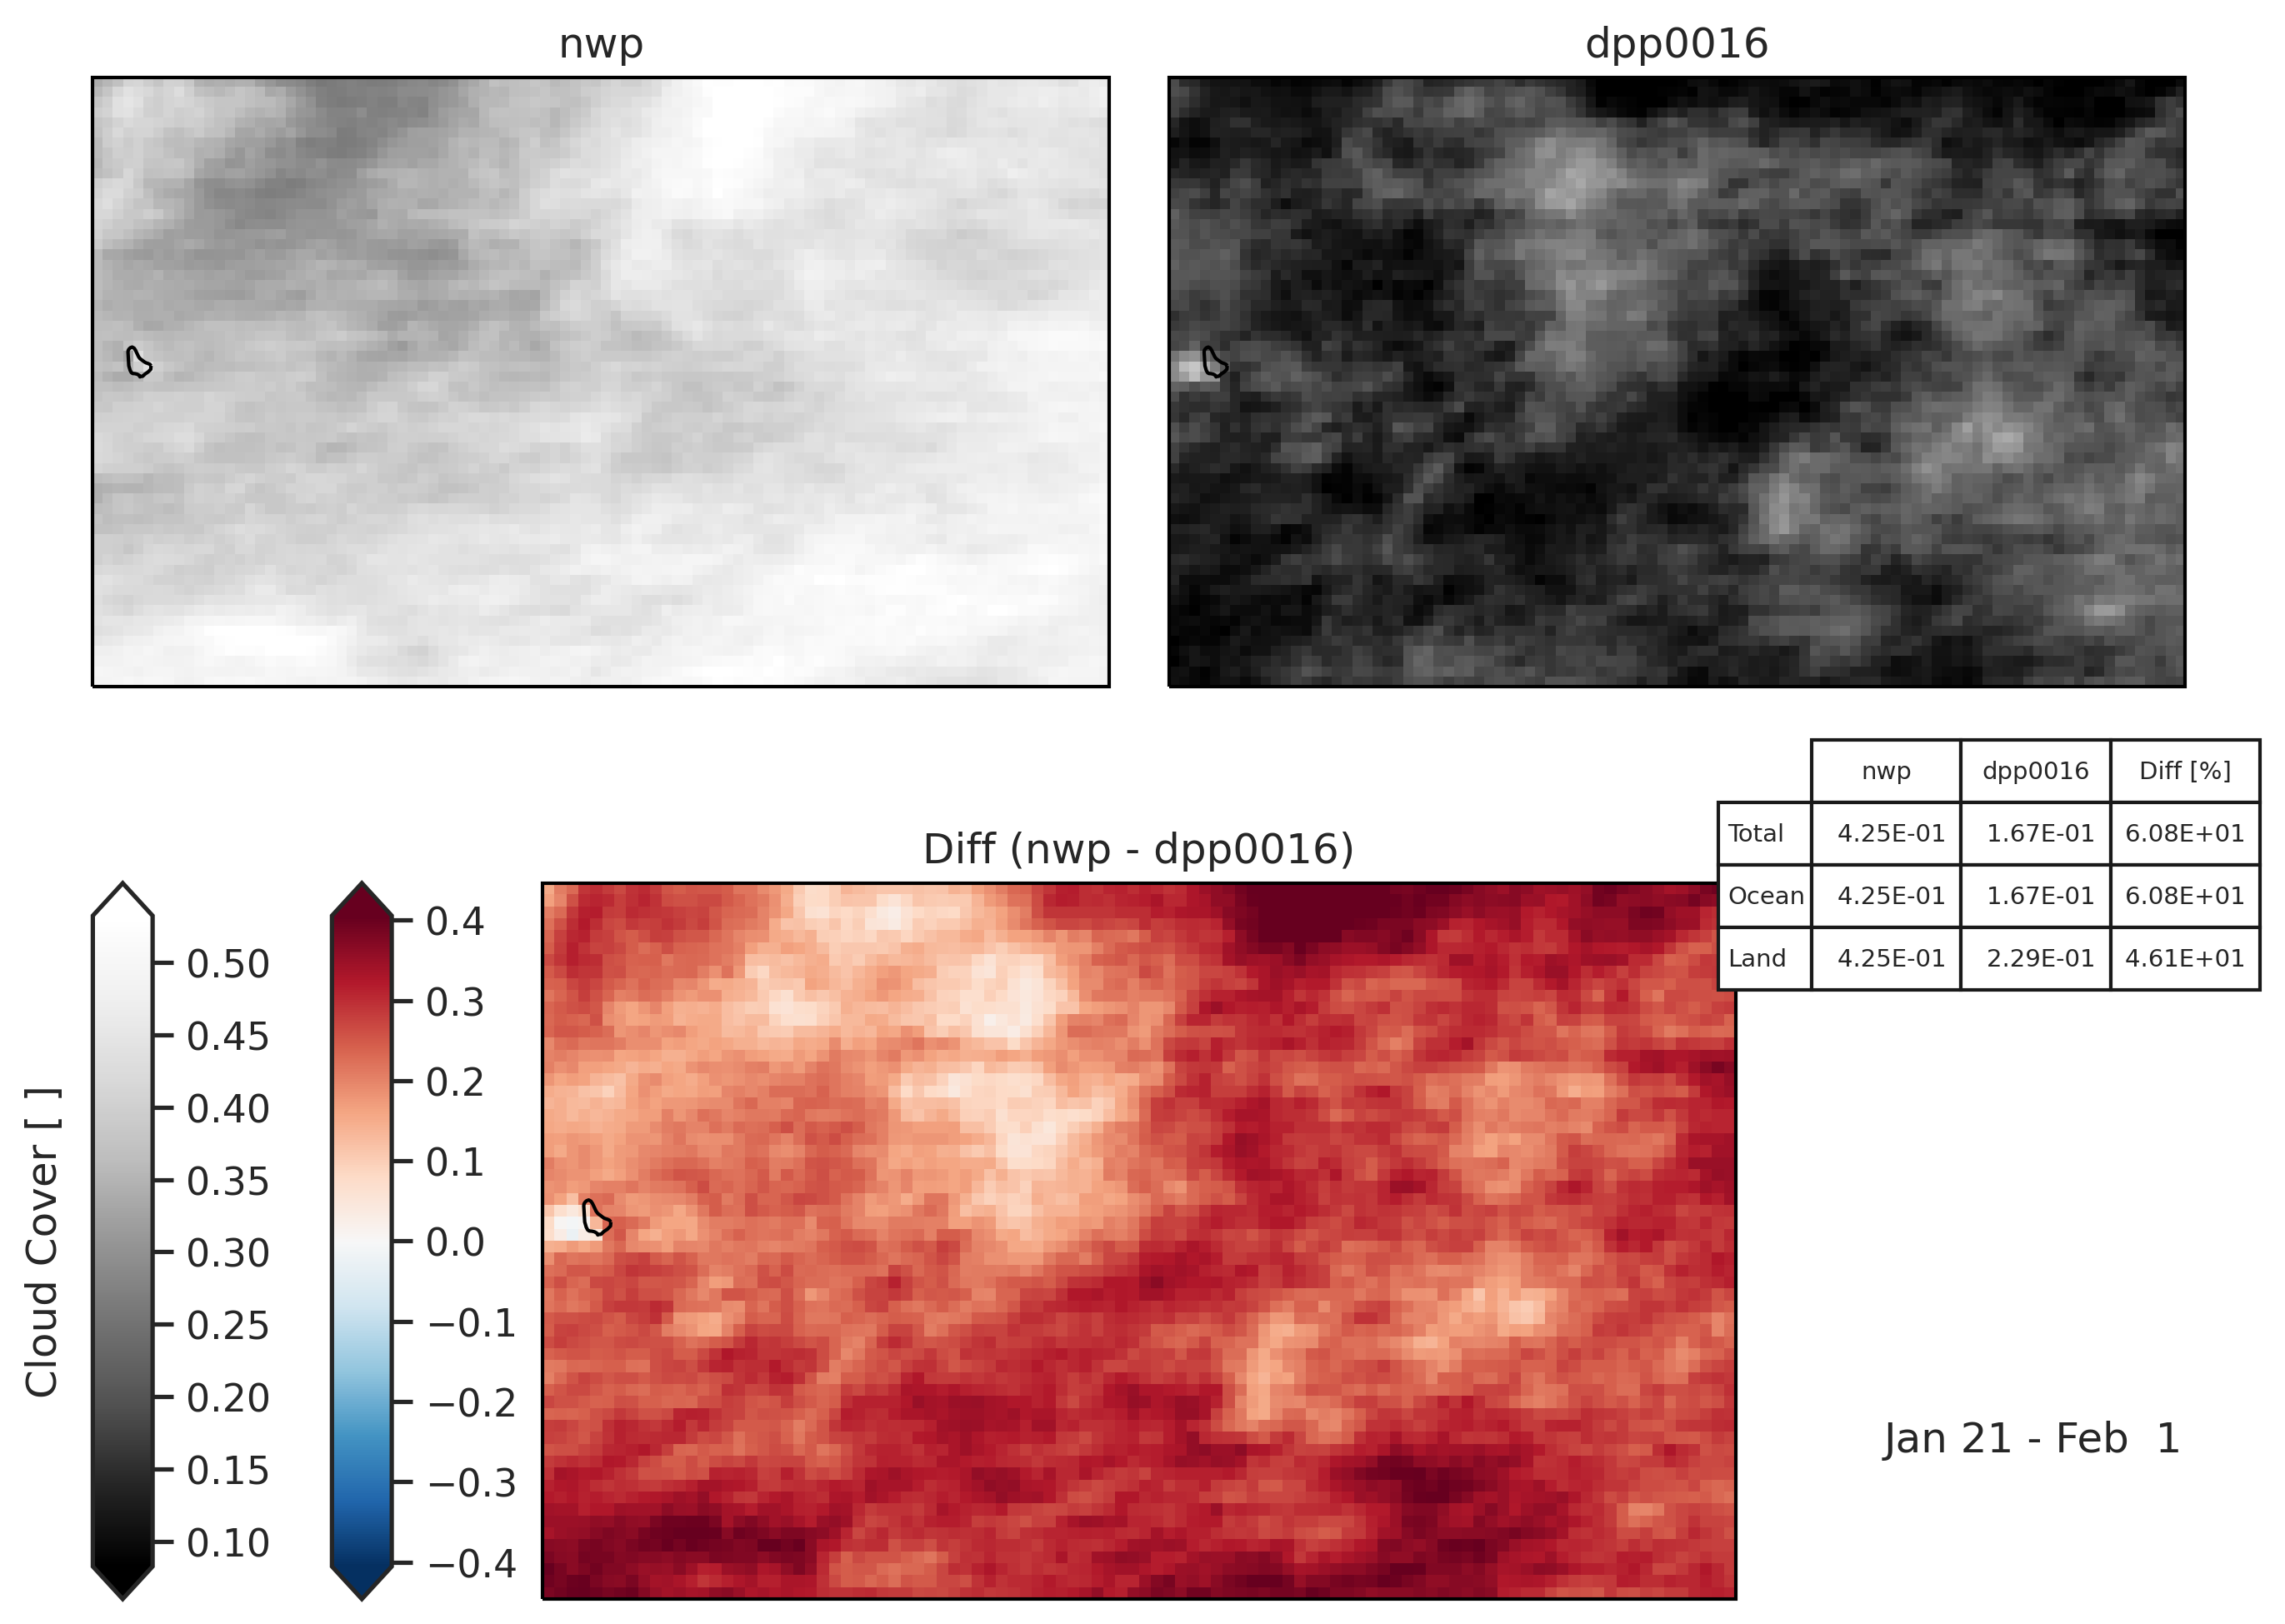 nwp
dpp0016
nwp dpp0016 Diff [%]
Total 4.25E-01 1.67E-01 6.08E+01
Ocean 4.25E-01 1.67E-01 6.08E+01
Land 4.25E-01 2.29E-01 4.61E+01
Diff (nwp - dpp0016)
Cloud Cover [ ]
0.50
0.45
0.40
0.35
0.30
0.25
0.20
0.15
0.10
0.4
0.3
0.2
0.1
0.0
−0.1
−0.2
−0.3
−0.4
Jan 21 - Feb  1